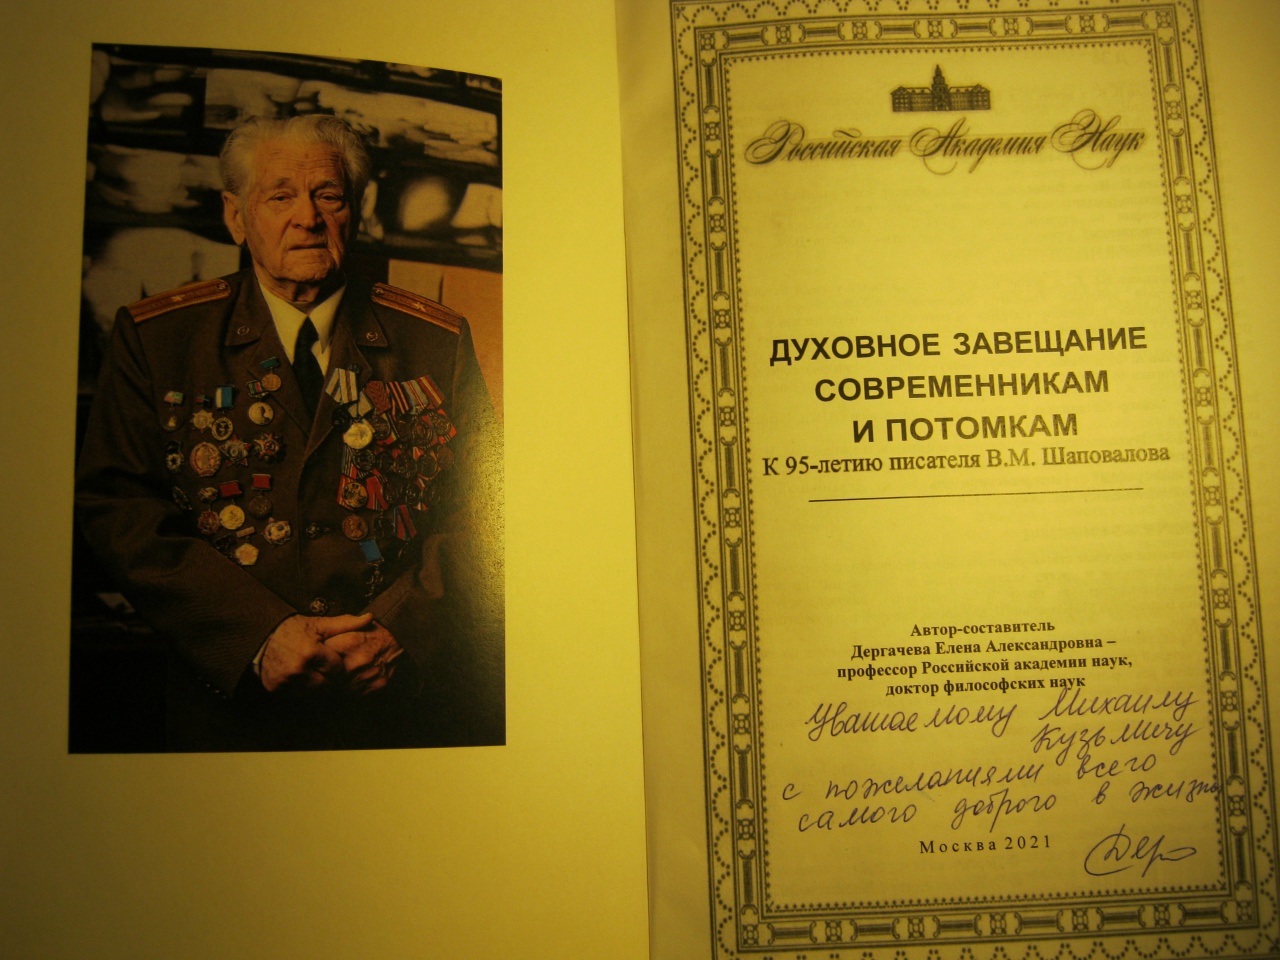 Российская Академия Наук
ДУХОВНОЕ ЗАВЕЩАНИЕ
СОВРЕМЕННИКАМ
И ПОТОМКАМ
К 95-летию писателя В.М. Шаповалова
Автор-составитель
Дергачева Елена Александровна –
профессор Российской академии наук,
доктор философских наук
Уважаемому Михаилу
Кузьмичу
с пожеланиями всего
самого доброго в жизни
Москва 2021